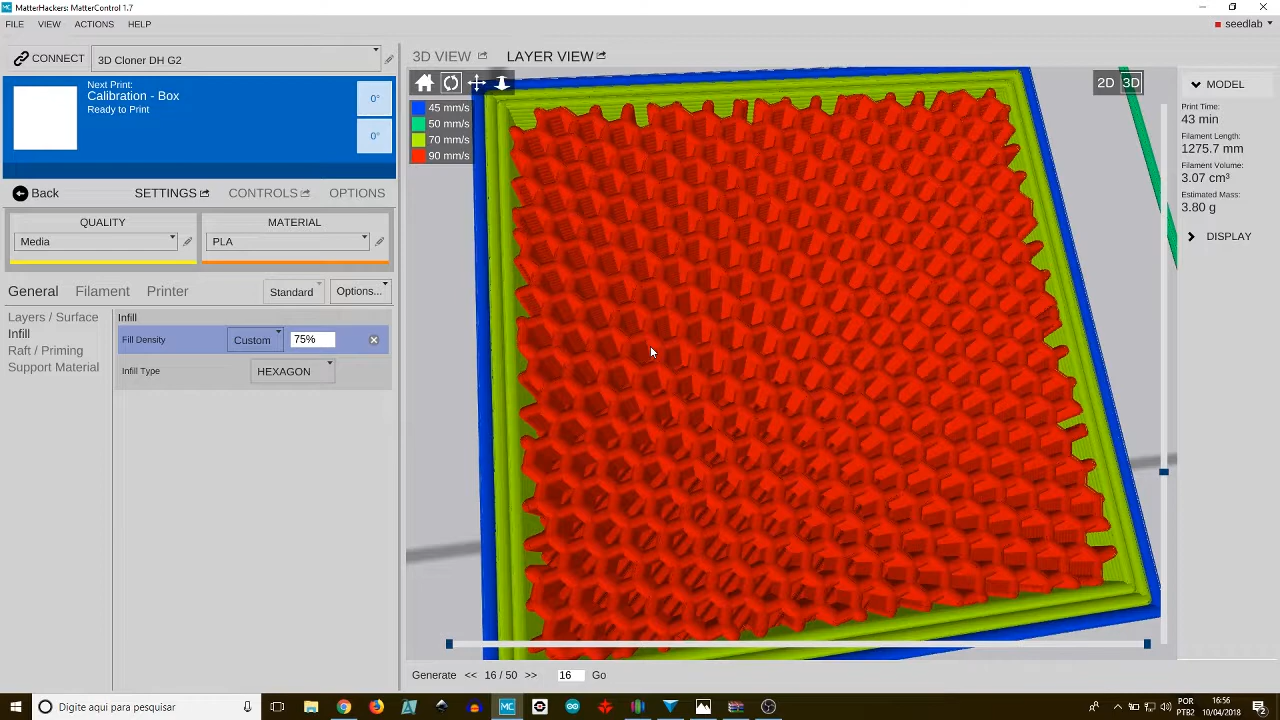 MatterHackers: MatterControl 1.7
FILE VIEW ACTIONS HELP
seedlab
CONNECT
3D Cloner DH G2
3D VIEW
LAYER VIEW
Next Print:
Calibration - Box
Ready to Print
0°
0°
2D 3D
45 mm/s
50 mm/s
70 mm/s
90 mm/s
MODEL
Print Time:
43 min
Filament Length:
1275.7 mm
Filament Volume:
3.07 cm³
Estimated Mass:
3.80 g
DISPLAY
Back
SETTINGS
CONTROLS
OPTIONS
QUALITY
Media
MATERIAL
PLA
General Filament Printer
Standard
Options...
Layers / Surface
Infill
Raft / Priming
Support Material
Infill
Fill Density
Custom
75%
Infill Type
HEXAGON
Generate << 16 / 50 >> 16 Go
Digite aqui para pesquisar
MC
POR
PTB2
16:56
10/04/2018
2